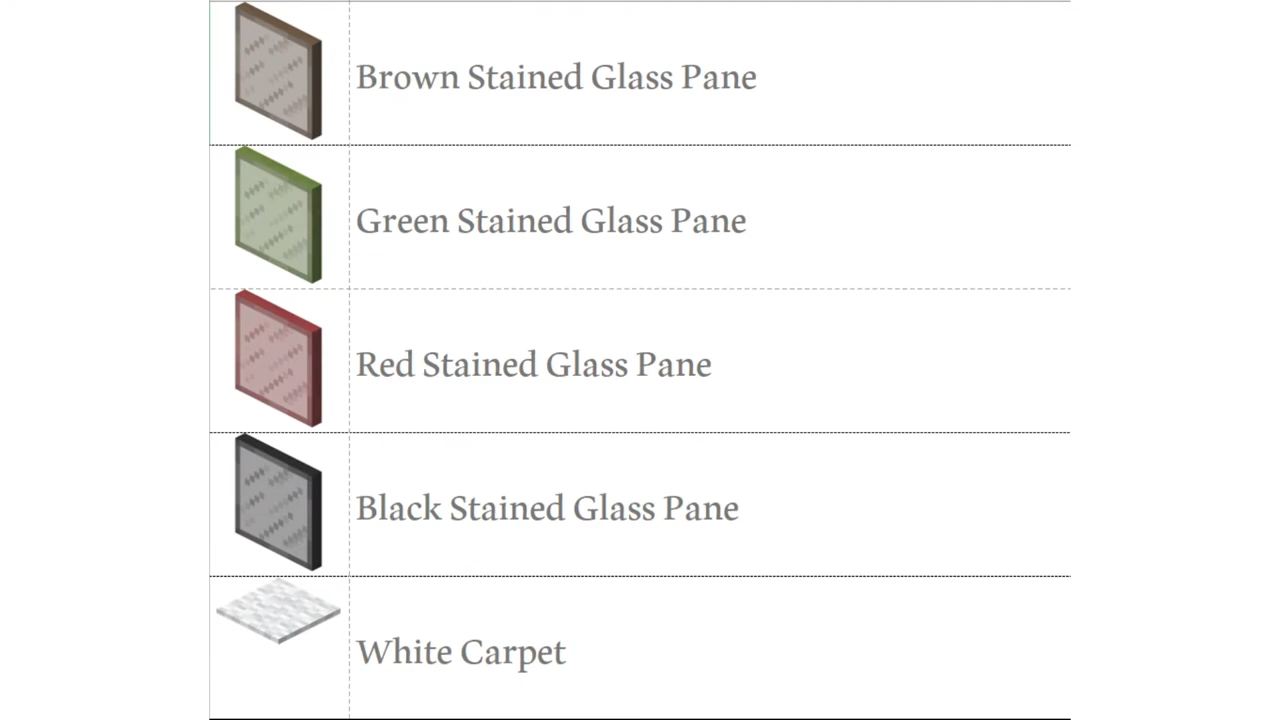 Brown Stained Glass Pane
Green Stained Glass Pane
Red Stained Glass Pane
Black Stained Glass Pane
White Carpet